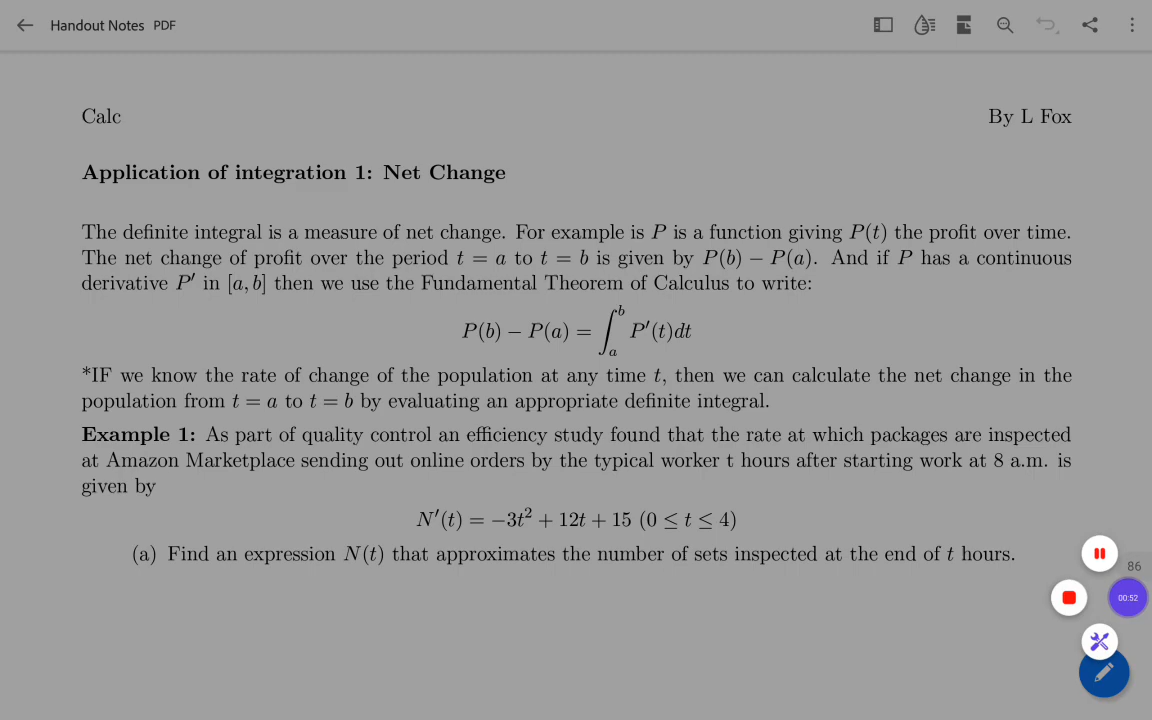 Handout Notes PDF
Calc By L Fox
Application of integration 1: Net Change
The definite integral is a measure of net change. For example is P is a function giving P(t) the profit over time.
The net change of profit over the period t = a to t = b is given by P(b) − P(a). And if P has a continuous
derivative P′ in [a, b] then we use the Fundamental Theorem of Calculus to write:
P(b) − P(a) = ∫_a^b P′(t)dt
*IF we know the rate of change of the population at any time t, then we can calculate the net change in the
population from t = a to t = b by evaluating an appropriate definite integral.
Example 1: As part of quality control an efficiency study found that the rate at which packages are inspected
at Amazon Marketplace sending out online orders by the typical worker t hours after starting work at 8 a.m. is
given by
N′(t) = −3t² + 12t + 15 (0 ≤ t ≤ 4)
(a) Find an expression N(t) that approximates the number of sets inspected at the end of t hours.
86
00:52